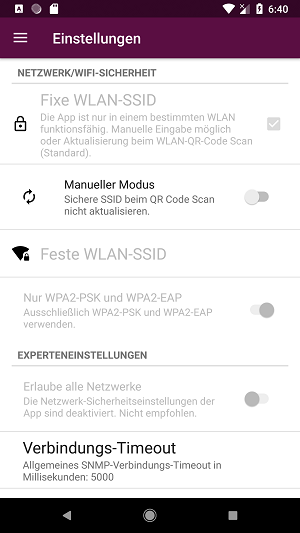 6:40
Einstellungen
NETZWERK/WIFI-SICHERHEIT
Fixe WLAN-SSID
Die App ist nur in einem bestimmten WLAN
funktionsfähig. Manuelle Eingabe möglich
oder Aktualisierung beim WLAN-QR-Code Scan
(Standard).
Manueller Modus
Sichere SSID beim QR Code Scan
nicht aktualisieren.
Feste WLAN-SSID
Nur WPA2-PSK und WPA2-EAP
Ausschließlich WPA2-PSK und WPA2-EAP
verwenden.
EXPERTENEINSTELLUNGEN
Erlaube alle Netzwerke
Die Netzwerk-Sicherheitseinstellungen der
App sind deaktiviert. Nicht empfohlen.
Verbindungs-Timeout
Allgemeines SNMP-Verbindungs-Timeout in
Millisekunden: 5000